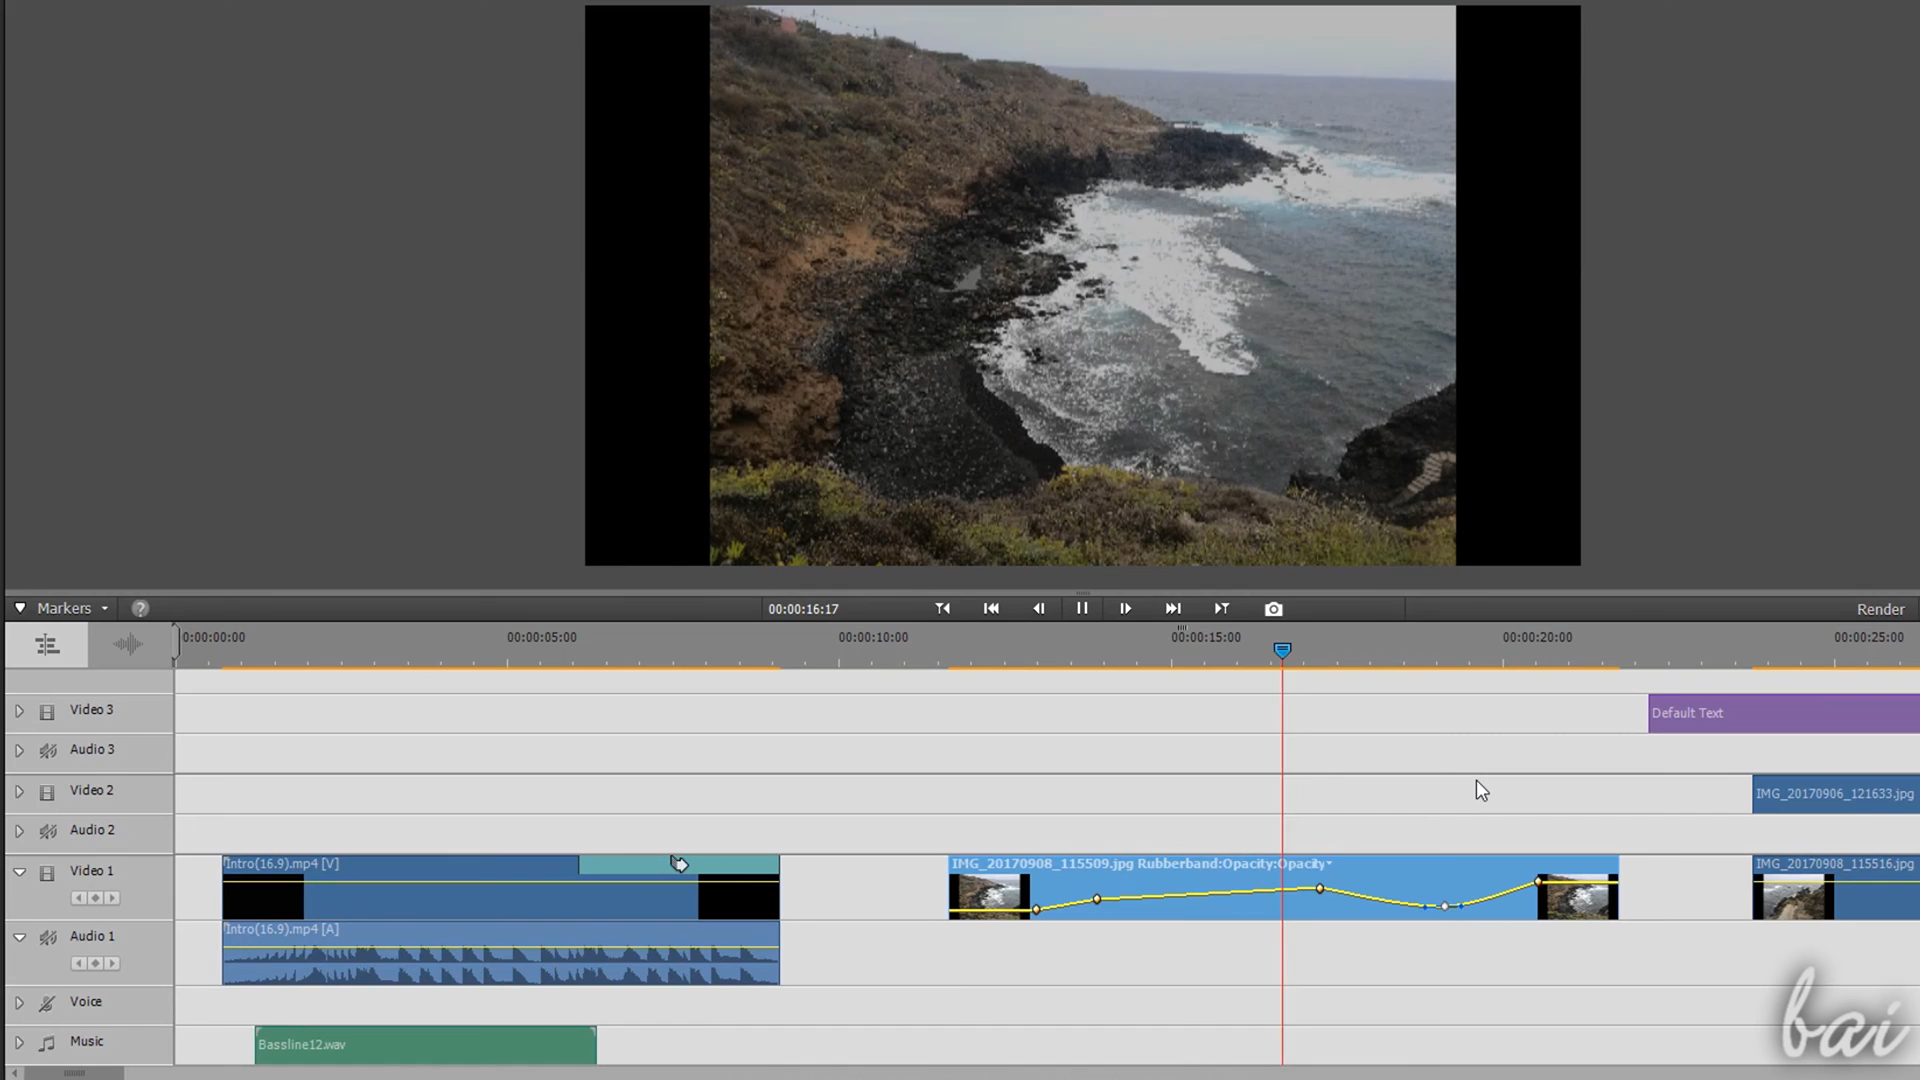 Markers
?
00:00:16:17
Render
0:00:00:00
00:00:05:00
00:00:10:00
00:00:15:00
00:00:20:00
00:00:25:00
Video 3
Default Text
Audio 3
Video 2
IMG_20170906_121633.jpg
Audio 2
Video 1
Intro(16.9).mp4 [V]
IMG_20170908_115509.jpg Rubberband:Opacity:Opacity
IMG_20170908_115516.jpg
Audio 1
Intro(16.9).mp4 [A]
Voice
Music
Bassline12.wav
bai